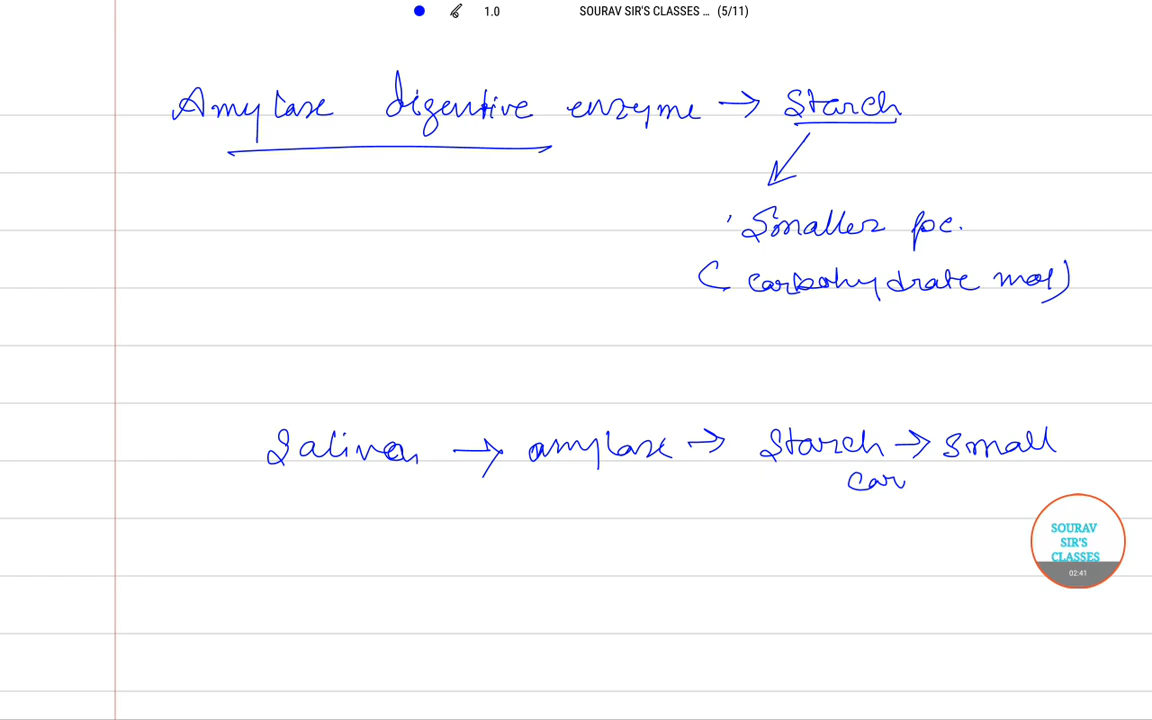 1.0 SOURAV SIR'S CLASSES ... (5/11)
Amylase digestive enzyme → Starch
Smaller pc.
(carbohydrate mol)
Saliva → amylase → Starch → small
car
SOURAV
SIR'S
CLASSES
02:41